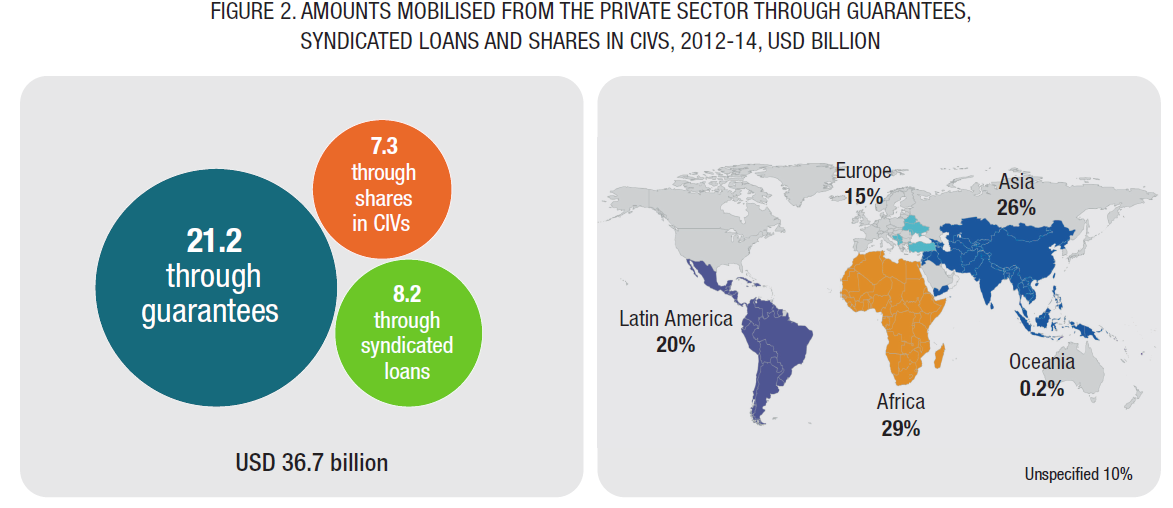 FIGURE 2. AMOUNTS MOBILISED FROM THE PRIVATE SECTOR THROUGH GUARANTEES,
SYNDICATED LOANS AND SHARES IN CIVS, 2012-14, USD BILLION
7.3
through
shares
in CIVs
21.2
through
guarantees
8.2
through
syndicated
loans
USD 36.7 billion
Europe
15%
Asia
26%
Latin America
20%
Oceania
0.2%
Africa
29%
Unspecified 10%